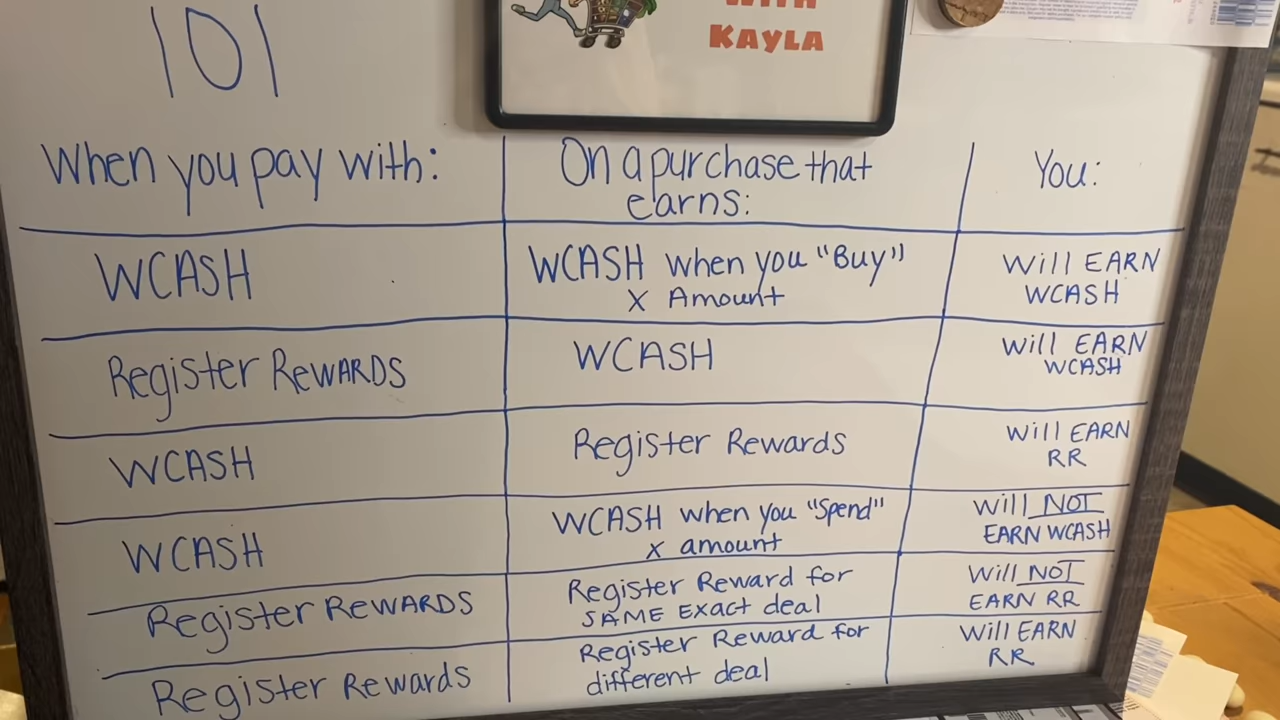 101
WITH
KAYLA
When you pay with:
On a purchase that
earns:
You:
WCASH
WCASH when you "Buy"
X Amount
Will EARN
WCASH
Register REWARDS
WCASH
Will EARN
WCASH
WCASH
Register Rewards
Will EARN
RR
WCASH
WCASH when you "Spend"
x amount
Will NOT
EARN WCASH
Register REWARDS
Register Reward for
SAME EXACT deal
Will NOT
EARN RR
Register Rewards
Register Reward for
different deal
Will EARN
RR